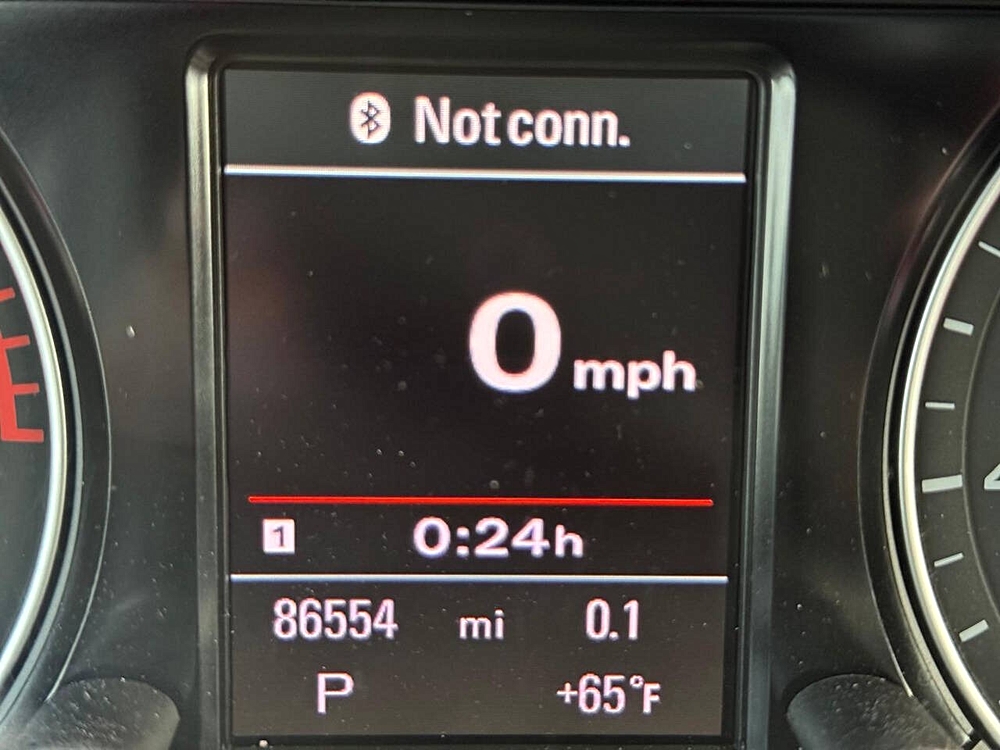 Not conn.
0 mph
1 0:24h
86554 mi 0.1
P +65°F